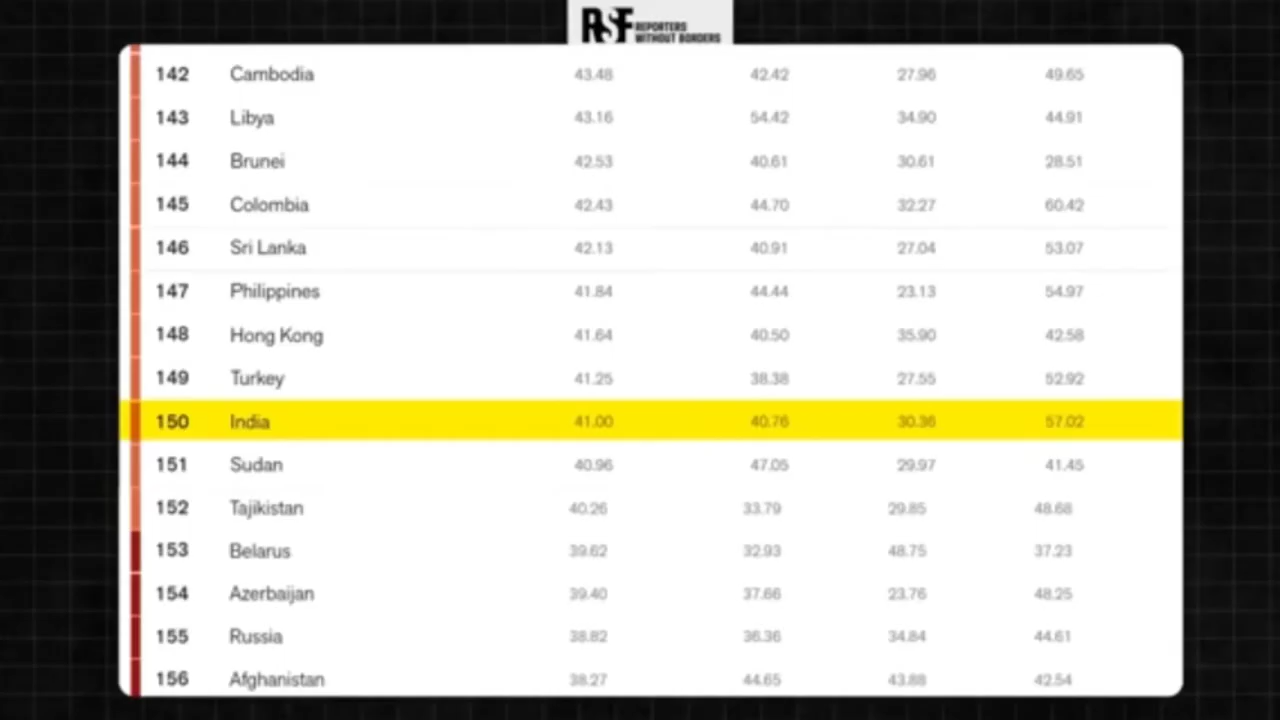 RSF REPORTERS
WITHOUT BORDERS
142 Cambodia 43.48 42.42 27.96 49.65
143 Libya 43.16 54.42 34.90 44.91
144 Brunei 42.53 40.61 30.61 28.51
145 Colombia 42.43 44.70 32.27 60.42
146 Sri Lanka 42.13 40.91 27.04 53.07
147 Philippines 41.84 44.44 23.13 54.97
148 Hong Kong 41.64 40.50 35.90 42.58
149 Turkey 41.25 38.38 27.55 52.92
150 India 41.00 40.76 30.36 57.02
151 Sudan 40.96 47.05 29.97 41.45
152 Tajikistan 40.26 33.79 29.85 48.68
153 Belarus 39.62 32.93 48.75 37.23
154 Azerbaijan 39.40 37.66 23.76 48.25
155 Russia 38.82 36.36 34.84 44.61
156 Afghanistan 38.27 44.65 43.88 42.54